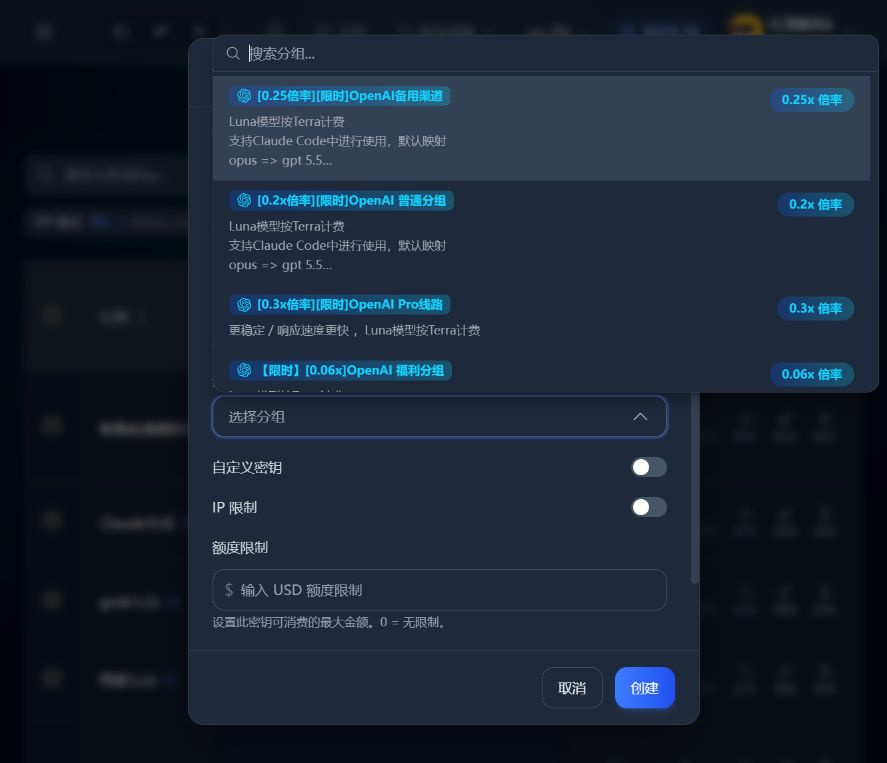 搜索分组...
[0.25倍率][限时]OpenAI备用渠道
0.25x 倍率
Luna模型按Terra计费
支持Claude Code中进行使用，默认映射
opus => gpt 5.5...
[0.2x倍率][限时]OpenAI 普通分组
0.2x 倍率
Luna模型按Terra计费
支持Claude Code中进行使用，默认映射
opus => gpt 5.5...
[0.3x倍率][限时]OpenAI Pro线路
0.3x 倍率
更稳定 / 响应速度更快 ，Luna模型按Terra计费
【限时】[0.06x]OpenAI 福利分组
0.06x 倍率
选择分组
自定义密钥
IP 限制
额度限制
$ 输入 USD 额度限制
设置此密钥可消费的最大金额。0 = 无限制。
取消
创建